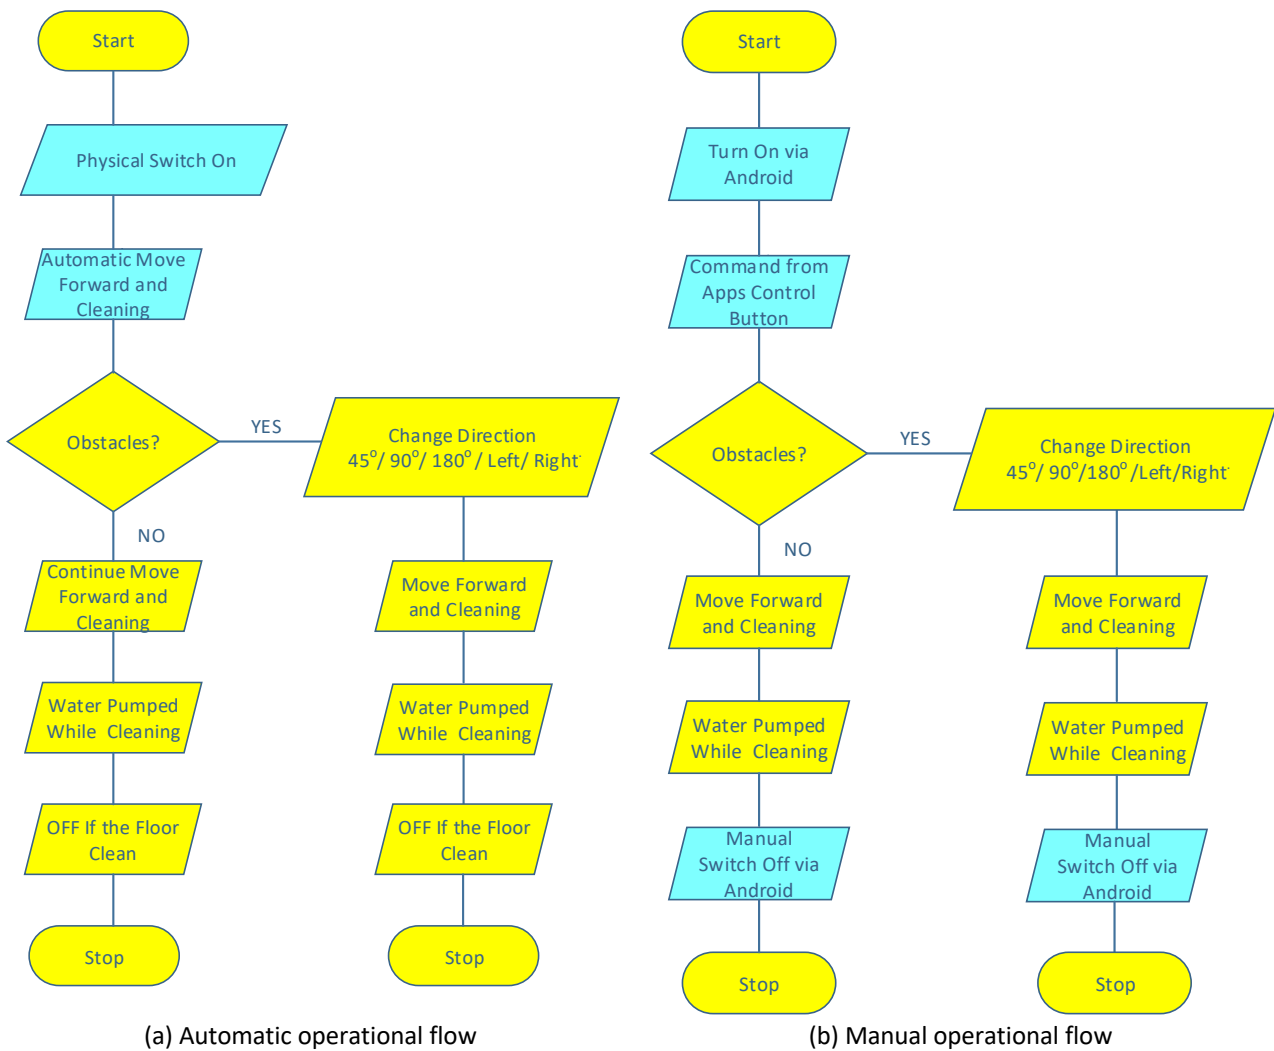 Start
Physical Switch On
Automatic Move
Forward and
Cleaning
Obstacles?
YES
Change Direction
45°/ 90°/ 180° / Left/ Right
NO
Continue Move
Forward and
Cleaning
Water Pumped
While Cleaning
OFF If the Floor
Clean
Stop
Move Forward
and Cleaning
Water Pumped
While Cleaning
OFF If the Floor
Clean
Stop
(a) Automatic operational flow
Start
Turn On via
Android
Command from
Apps Control
Button
Obstacles?
YES
Change Direction
45°/ 90°/180° /Left/Right
NO
Move Forward
and Cleaning
Water Pumped
While Cleaning
Manual
Switch Off via
Android
Stop
Move Forward
and Cleaning
Water Pumped
While Cleaning
Manual
Switch Off via
Android
Stop
(b) Manual operational flow